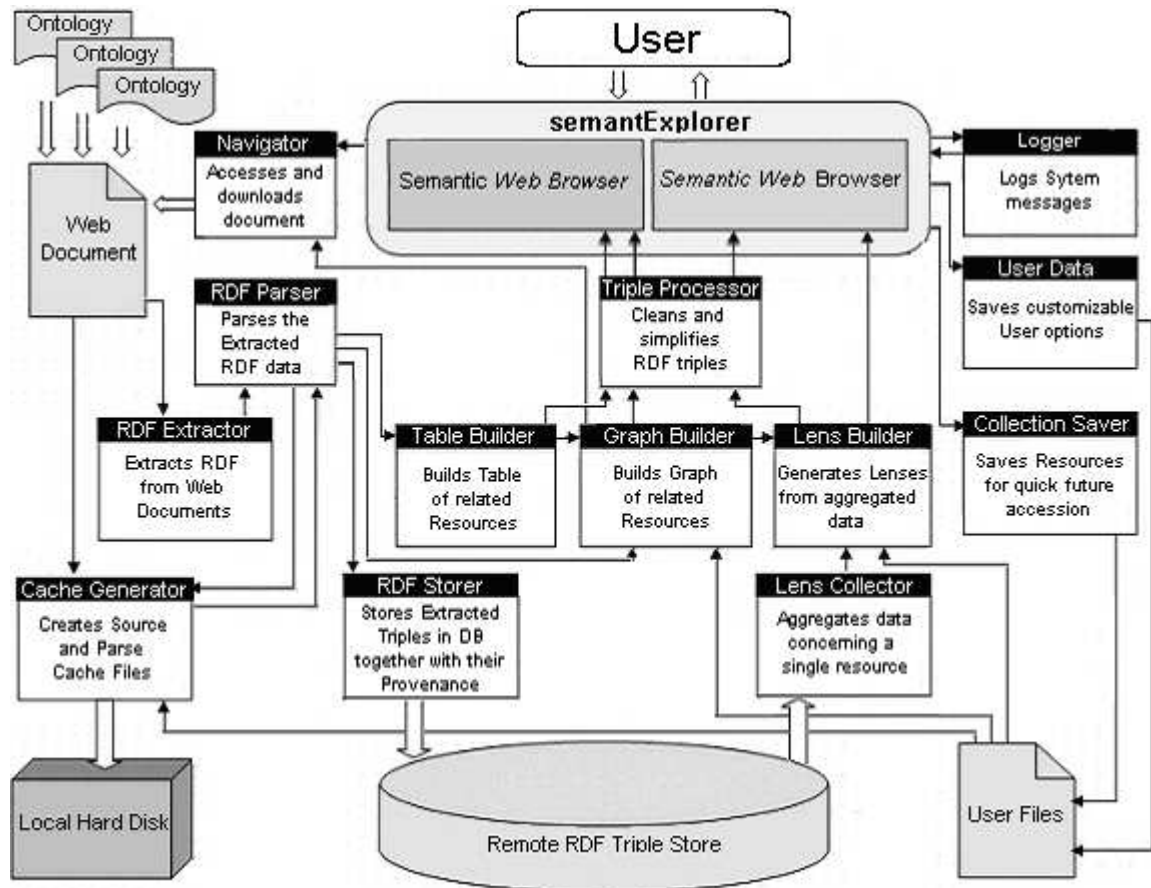 Ontology
Ontology
Ontology
User
semantExplorer
Semantic Web Browser
Semantic Web Browser
Navigator
Accesses and
downloads
document
Logger
Logs Sytem
messages
Web
Document
User Data
Saves customizable
User options
RDF Parser
Parses the
Extracted
RDF data
Triple Processor
Cleans and
simplifies
RDF triples
RDF Extractor
Extracts RDF
from Web
Documents
Table Builder
Builds Table
of related
Resources
Graph Builder
Builds Graph
of related
Resources
Lens Builder
Generates Lenses
from aggregated
data
Collection Saver
Saves Resources
for quick future
accession
Cache Generator
Creates Source
and Parse
Cache Files
RDF Storer
Stores Extracted
Triples in DB
together with their
Provenance
Lens Collector
Aggregates data
concerning a
single resource
Local Hard Disk
Remote RDF Triple Store
User Files